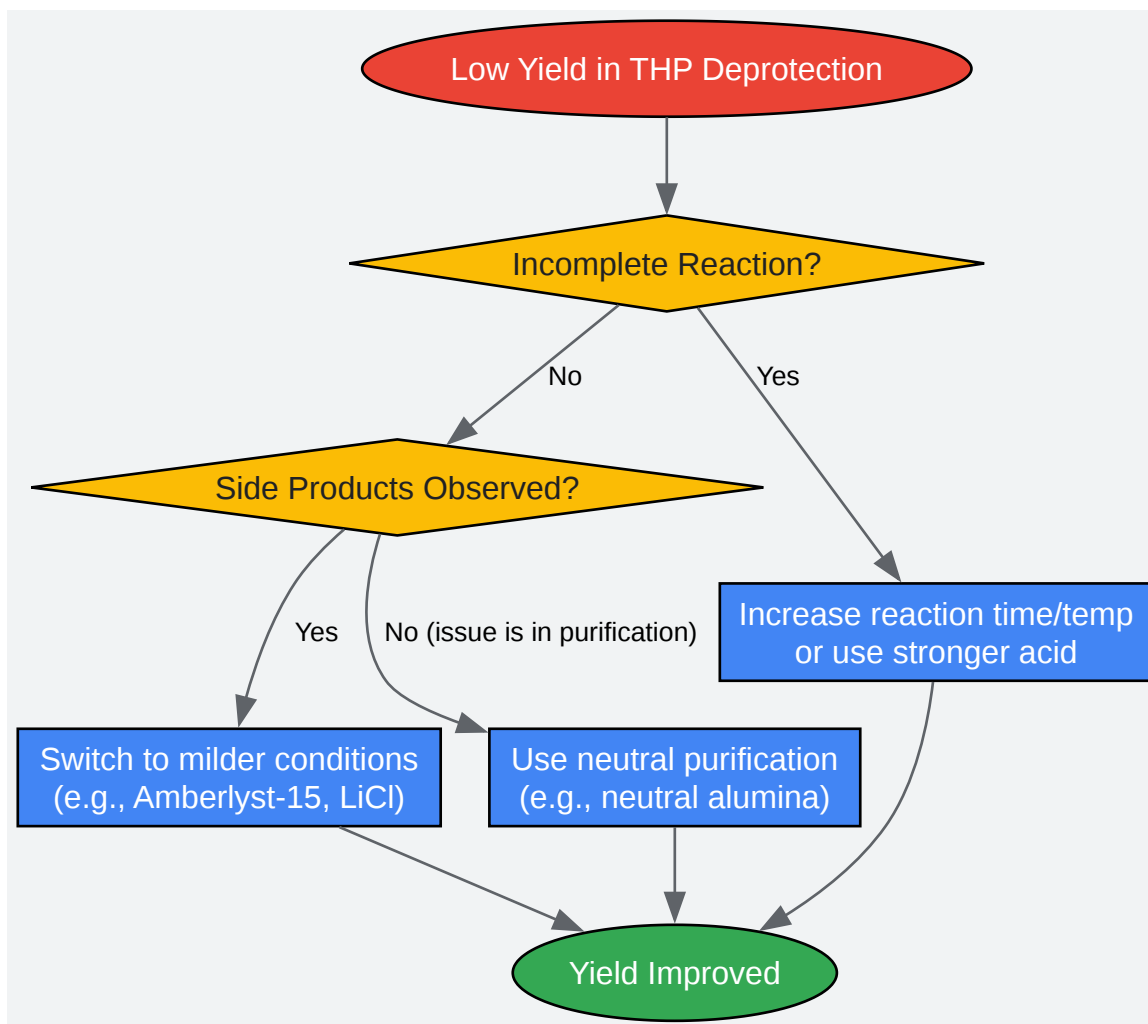 Low Yield in THP Deprotection
Incomplete Reaction?
No
Yes
Side Products Observed?
Yes
No (issue is in purification)
Increase reaction time/temp
or use stronger acid
Switch to milder conditions
(e.g., Amberlyst-15, LiCl)
Use neutral purification
(e.g., neutral alumina)
Yield Improved